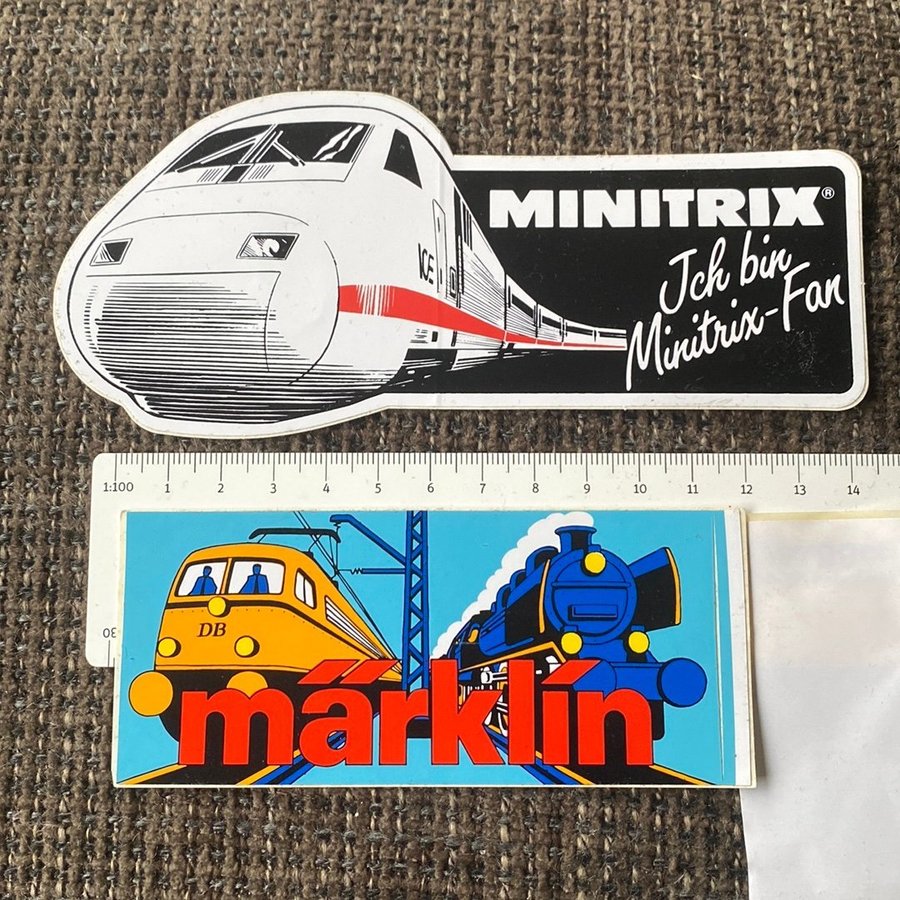 MINITRIX®
Ich bin
Minitrix-Fan
ICE
1:100 1 2 3 4 5 6 7 8 9 10 11 12 13 14
DB
märklín